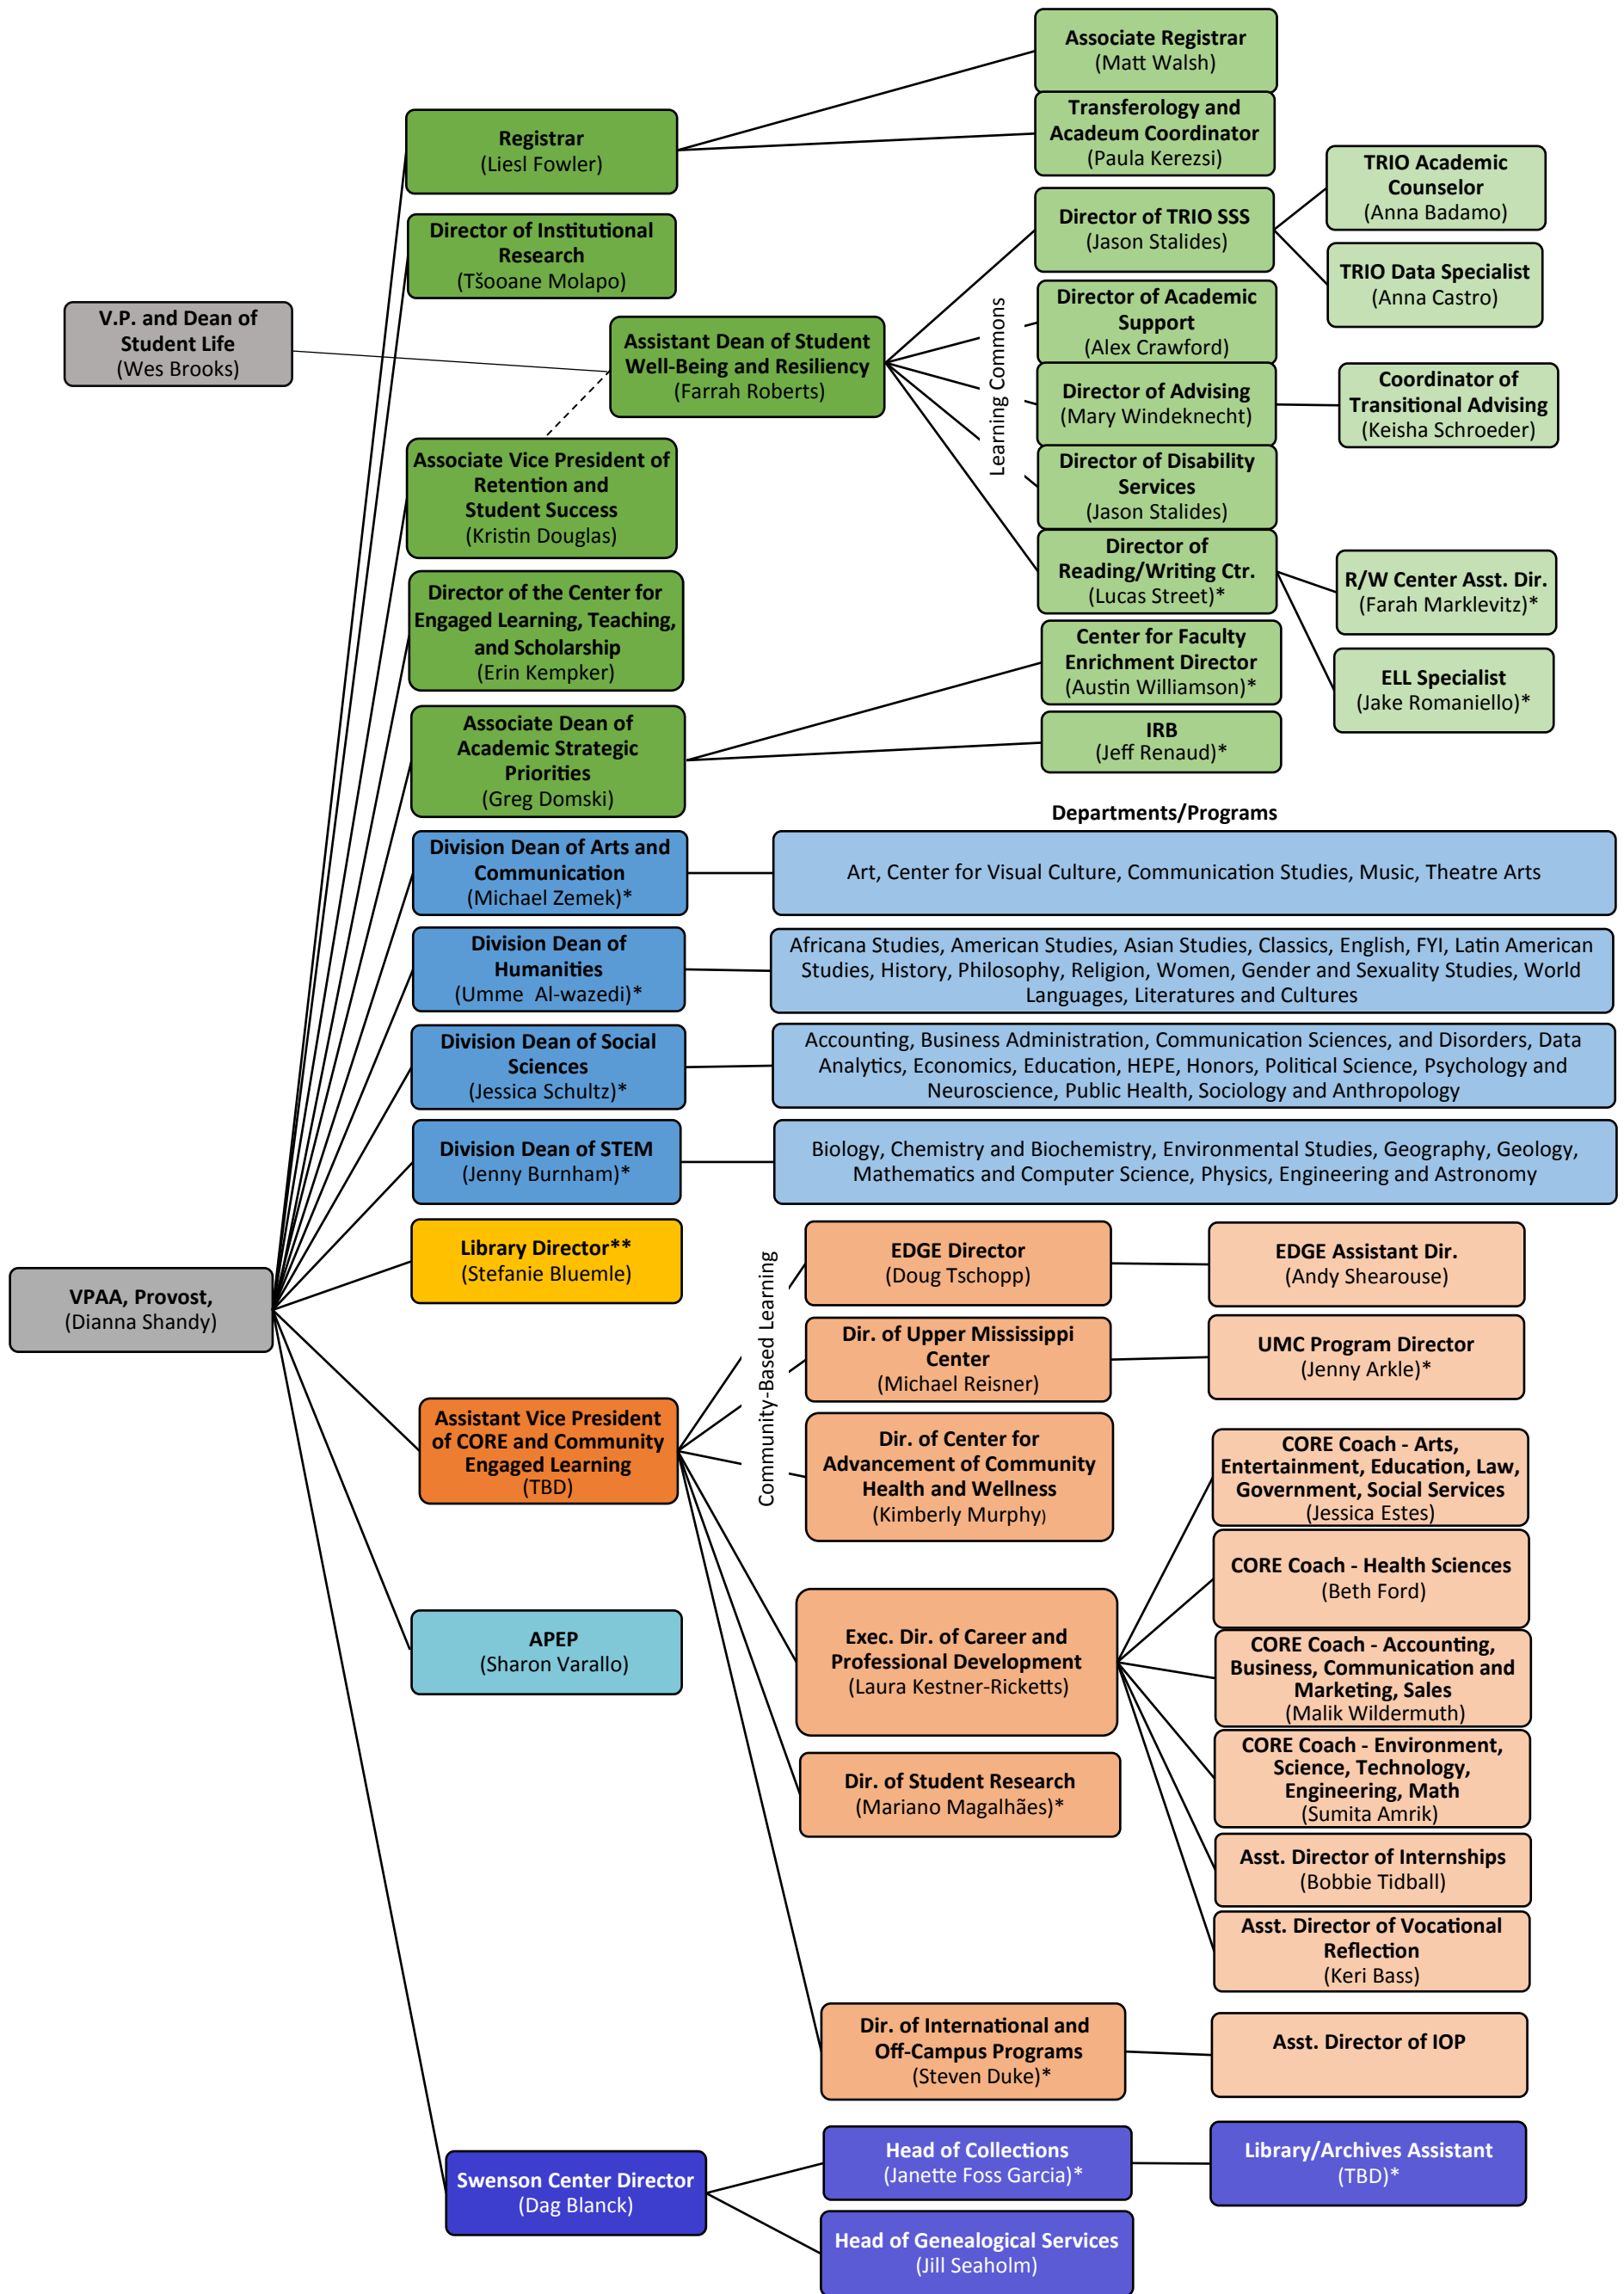 Associate Registrar
(Matt Walsh)
Transferology and
Acadeum Coordinator
(Paula Kerezsi)
Registrar
(Liesl Fowler)
TRIO Academic
Counselor
(Anna Badamo)
Director of TRIO SSS
(Jason Stalides)
TRIO Data Specialist
(Anna Castro)
Director of Institutional
Research
(Tšooane Molapo)
V.P. and Dean of
Student Life
(Wes Brooks)
Assistant Dean of Student
Well-Being and Resiliency
(Farrah Roberts)
Learning Commons
Director of Academic
Support
(Alex Crawford)
Director of Advising
(Mary Windeknecht)
Coordinator of
Transitional Advising
(Keisha Schroeder)
Director of Disability
Services
(Jason Stalides)
Director of
Reading/Writing Ctr.
(Lucas Street)*
R/W Center Asst. Dir.
(Farah Marklevitz)*
ELL Specialist
(Jake Romaniello)*
Associate Vice President of
Retention and
Student Success
(Kristin Douglas)
Director of the Center for
Engaged Learning, Teaching,
and Scholarship
(Erin Kempker)
Center for Faculty
Enrichment Director
(Austin Williamson)*
IRB
(Jeff Renaud)*
Associate Dean of
Academic Strategic
Priorities
(Greg Domski)
Departments/Programs
Division Dean of Arts and
Communication
(Michael Zemek)*
Art, Center for Visual Culture, Communication Studies, Music, Theatre Arts
Division Dean of
Humanities
(Umme  Al-wazedi)*
Africana Studies, American Studies, Asian Studies, Classics, English, FYI, Latin American
Studies, History, Philosophy, Religion, Women, Gender and Sexuality Studies, World
Languages, Literatures and Cultures
Division Dean of Social
Sciences
(Jessica Schultz)*
Accounting, Business Administration, Communication Sciences, and Disorders, Data
Analytics, Economics, Education, HEPE, Honors, Political Science, Psychology and
Neuroscience, Public Health, Sociology and Anthropology
Division Dean of STEM
(Jenny Burnham)*
Biology, Chemistry and Biochemistry, Environmental Studies, Geography, Geology,
Mathematics and Computer Science, Physics, Engineering and Astronomy
Library Director**
(Stefanie Bluemle)
VPAA, Provost,
(Dianna Shandy)
Community-Based Learning
EDGE Director
(Doug Tschopp)
EDGE Assistant Dir.
(Andy Shearouse)
Dir. of Upper Mississippi
Center
(Michael Reisner)
UMC Program Director
(Jenny Arkle)*
Assistant Vice President
of CORE and Community
Engaged Learning
(TBD)
Dir. of Center for
Advancement of Community
Health and Wellness
(Kimberly Murphy)
CORE Coach - Arts,
Entertainment, Education, Law,
Government, Social Services
(Jessica Estes)
CORE Coach - Health Sciences
(Beth Ford)
APEP
(Sharon Varallo)
Exec. Dir. of Career and
Professional Development
(Laura Kestner-Ricketts)
CORE Coach - Accounting,
Business, Communication and
Marketing, Sales
(Malik Wildermuth)
CORE Coach - Environment,
Science, Technology,
Engineering, Math
(Sumita Amrik)
Dir. of Student Research
(Mariano Magalhães)*
Asst. Director of Internships
(Bobbie Tidball)
Asst. Director of Vocational
Reflection
(Keri Bass)
Dir. of International and
Off-Campus Programs
(Steven Duke)*
Asst. Director of IOP
Swenson Center Director
(Dag Blanck)
Head of Collections
(Janette Foss Garcia)*
Library/Archives Assistant
(TBD)*
Head of Genealogical Services
(Jill Seaholm)